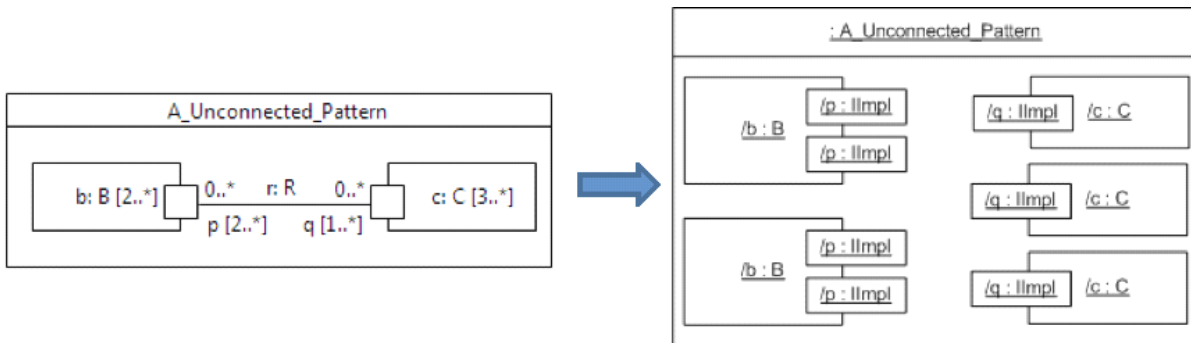 A_Unconnected_Pattern
b: B [2..*]
0..*
r: R
0..*
c: C [3..*]
p [2..*]
q [1..*]
: A_Unconnected_Pattern
/b : B
/p : IImpl
/p : IImpl
/q : IImpl
/c : C
/q : IImpl
/c : C
/b : B
/p : IImpl
/p : IImpl
/q : IImpl
/c : C